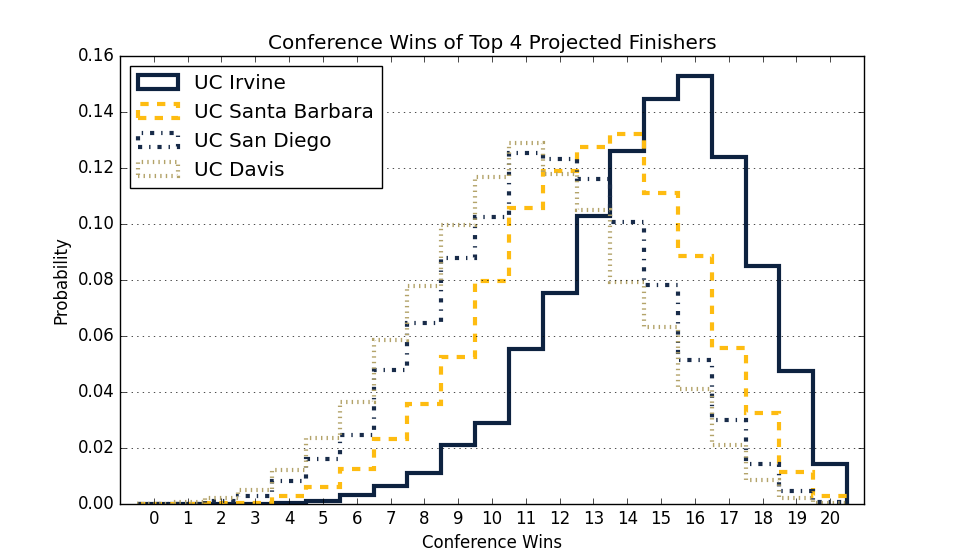 Conference Wins of Top 4 Projected Finishers
UC Irvine
UC Santa Barbara
UC San Diego
UC Davis
Probability
0.16
0.14
0.12
0.10
0.08
0.06
0.04
0.02
0.00
0 1 2 3 4 5 6 7 8 9 10 11 12 13 14 15 16 17 18 19 20
Conference Wins